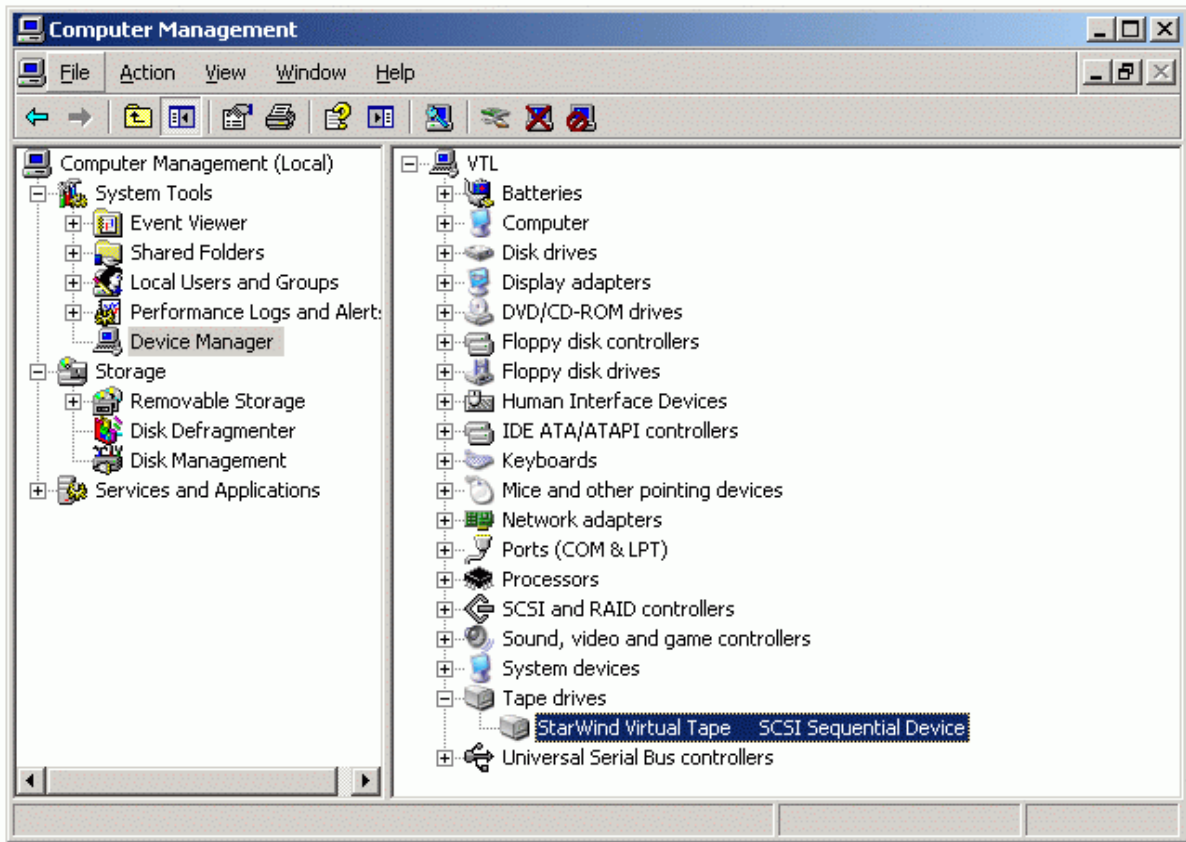 Computer Management
File Action View Window Help
Computer Management (Local)
System Tools
Event Viewer
Shared Folders
Local Users and Groups
Performance Logs and Alert
Device Manager
Storage
Removable Storage
Disk Defragmenter
Disk Management
Services and Applications
VTL
Batteries
Computer
Disk drives
Display adapters
DVD/CD-ROM drives
Floppy disk controllers
Floppy disk drives
Human Interface Devices
IDE ATA/ATAPI controllers
Keyboards
Mice and other pointing devices
Network adapters
Ports (COM & LPT)
Processors
SCSI and RAID controllers
Sound, video and game controllers
System devices
Tape drives
StarWind Virtual Tape SCSI Sequential Device
Universal Serial Bus controllers